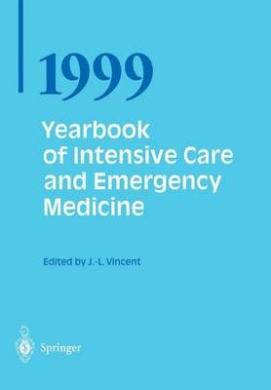 1999
Yearbook
of Intensive Care
and Emergency
Medicine
Edited by J.-L. Vincent
Springer